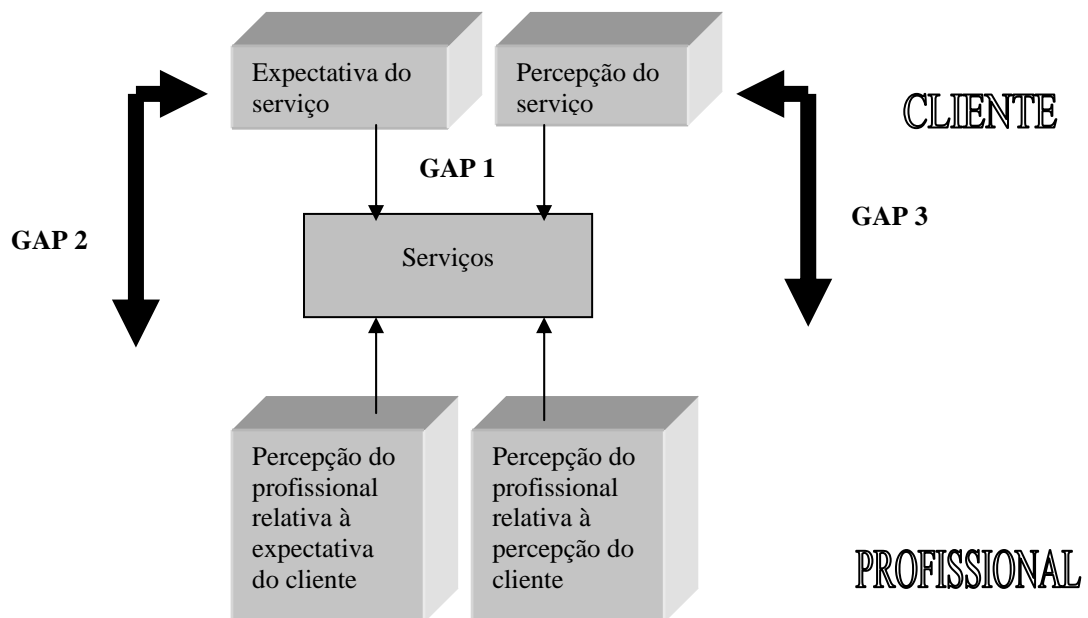 Expectativa do
serviço
Percepção do
serviço
CLIENTE
GAP 1
GAP 2
GAP 3
Serviços
Percepção do
profissional
relativa à
expectativa
do cliente
Percepção do
profissional
relativa à
percepção do
cliente
PROFISSIONAL